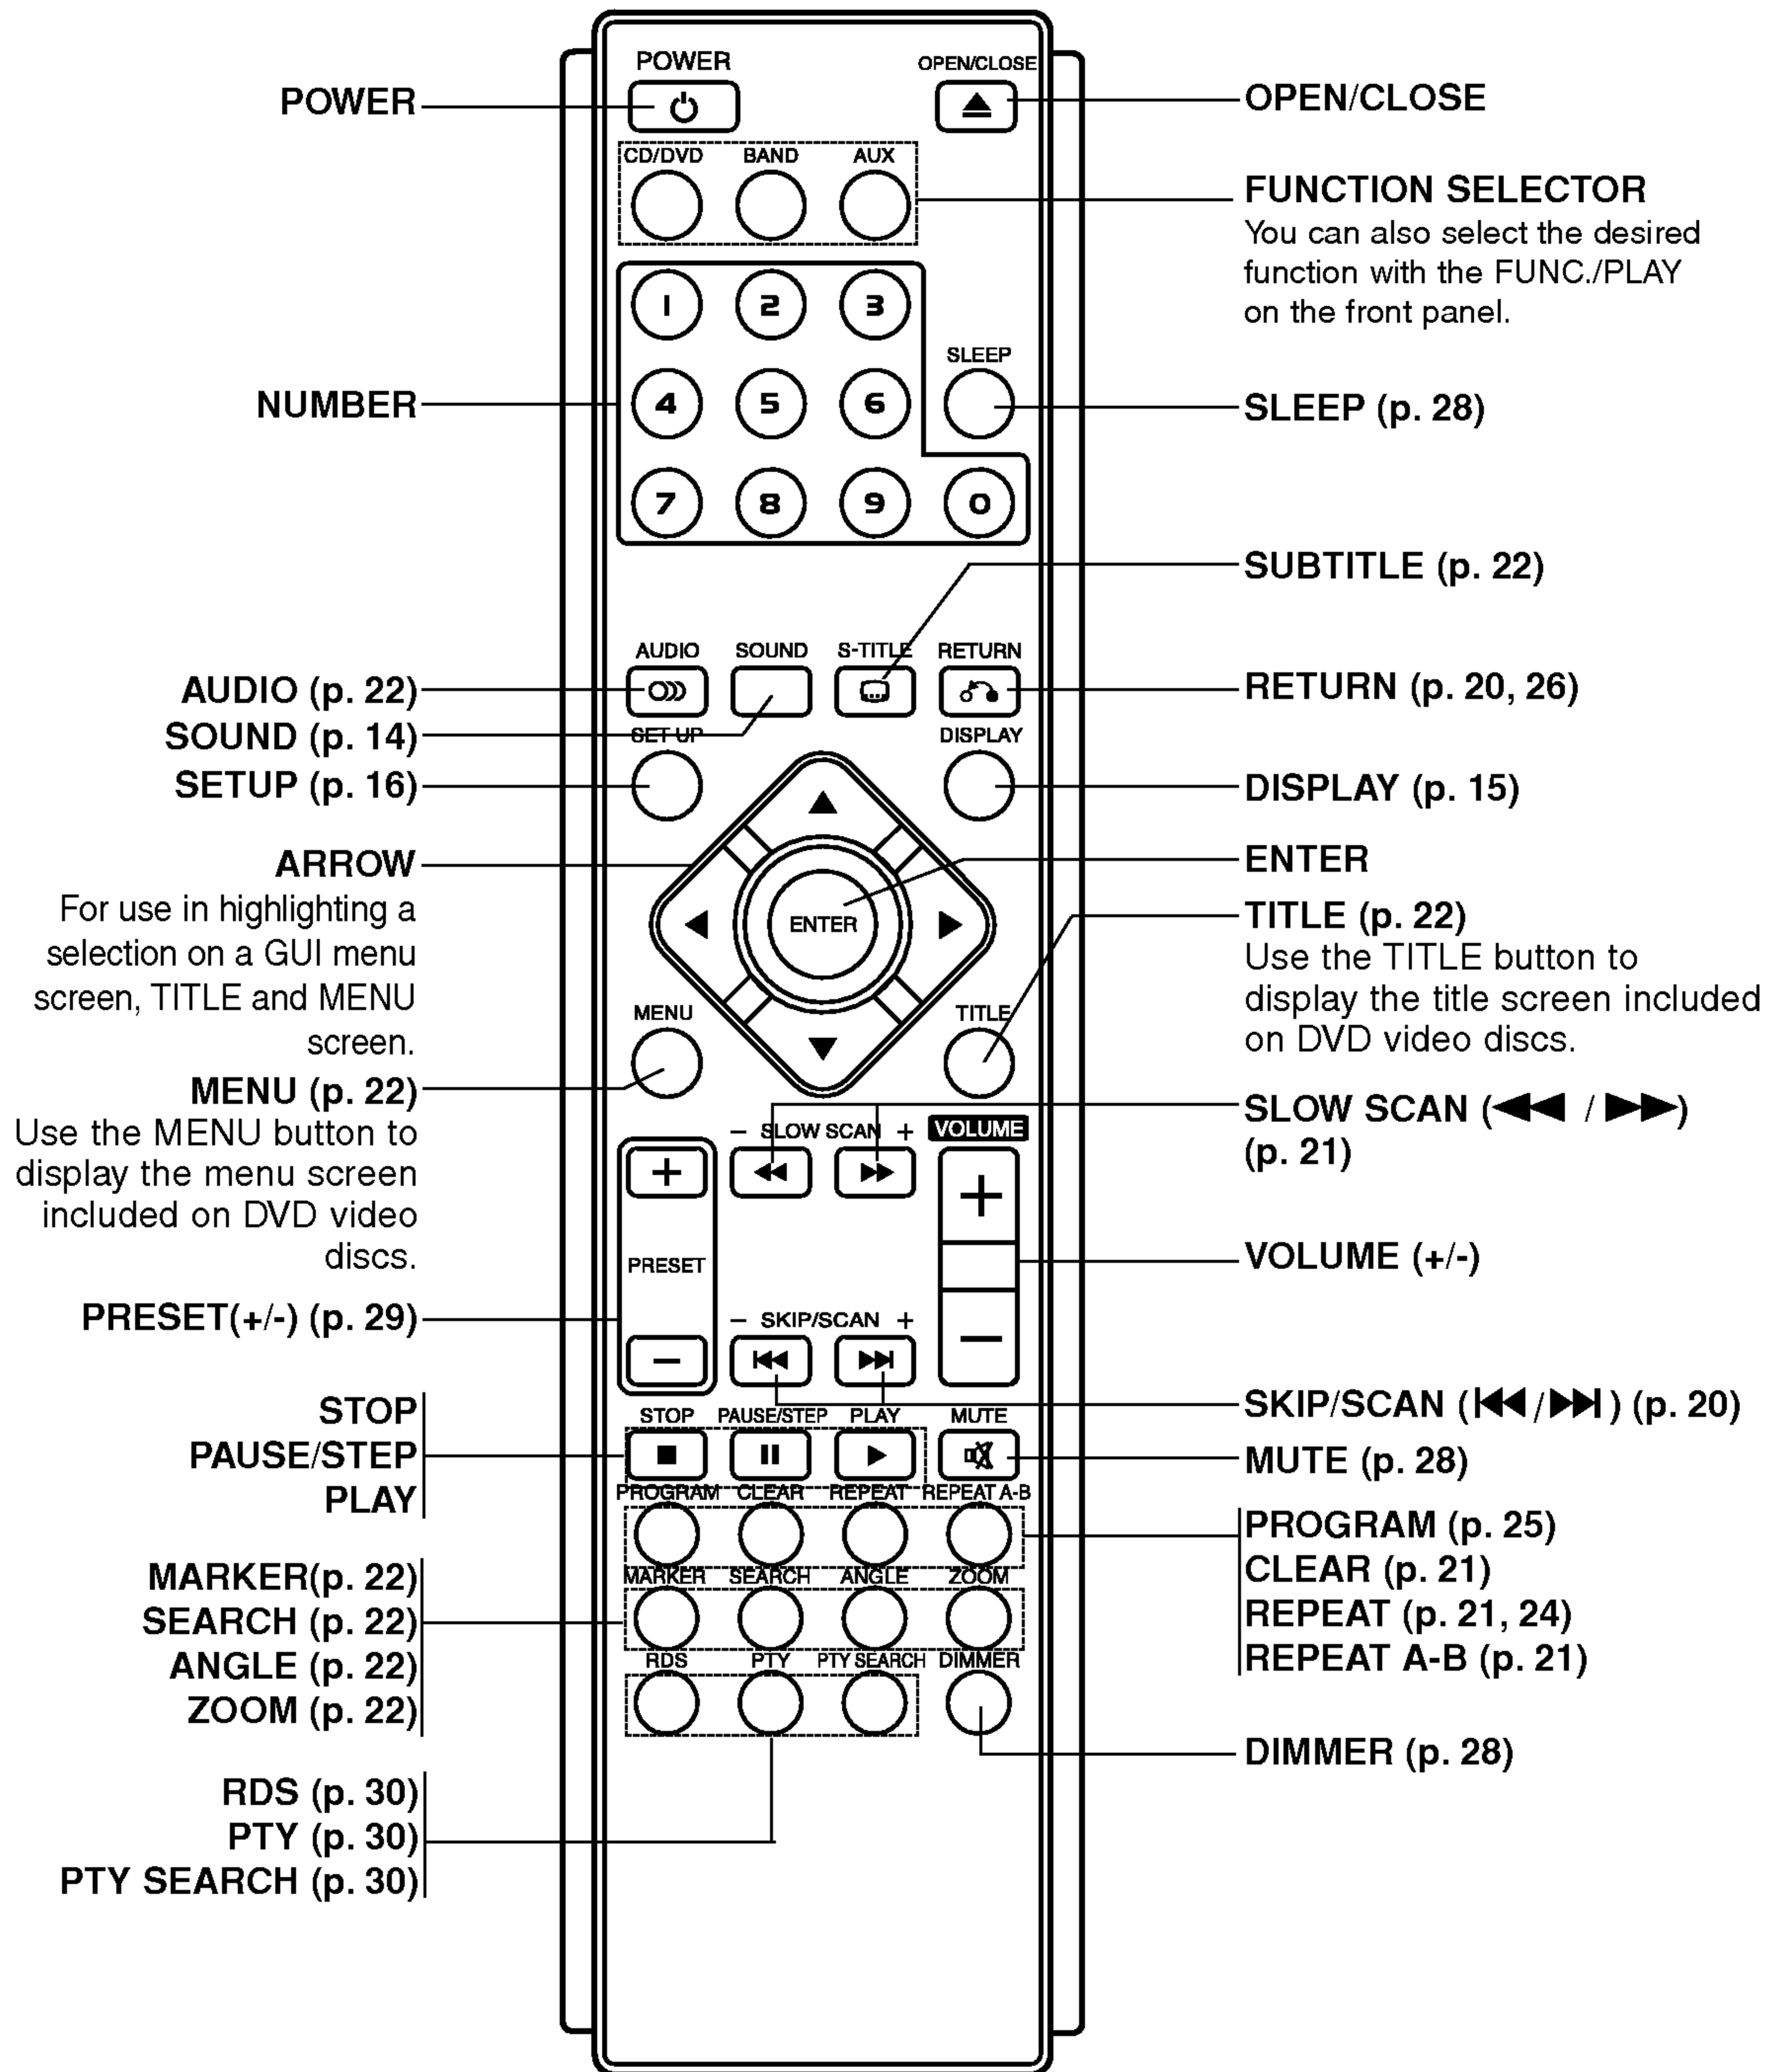 POWER
NUMBER
AUDIO (p. 22)
SOUND (p. 14)
SETUP (p. 16)
ARROW
For use in highlighting a
selection on a GUI menu
screen, TITLE and MENU
screen.
MENU (p. 22)
Use the MENU button to
display the menu screen
included on DVD video
discs.
PRESET(+/-) (p. 29)
STOP
PAUSE/STEP
PLAY
MARKER(p. 22)
SEARCH (p. 22)
ANGLE (p. 22)
ZOOM (p. 22)
RDS (p. 30)
PTY (p. 30)
PTY SEARCH (p. 30)
POWER OPEN/CLOSE
CD/DVD BAND AUX
1 2 3
SLEEP
4 5 6
7 8 9 0
AUDIO SOUND S-TITLE RETURN
SET UP DISPLAY
ENTER
MENU TITLE
- SLOW SCAN + VOLUME
+ +
PRESET
- SKIP/SCAN + −
−
STOP PAUSE/STEP PLAY MUTE
PROGRAM CLEAR REPEAT REPEAT A-B
MARKER SEARCH ANGLE ZOOM
RDS PTY PTY SEARCH DIMMER
OPEN/CLOSE
FUNCTION SELECTOR
You can also select the desired
function with the FUNC./PLAY
on the front panel.
SLEEP (p. 28)
SUBTITLE (p. 22)
RETURN (p. 20, 26)
DISPLAY (p. 15)
ENTER
TITLE (p. 22)
Use the TITLE button to
display the title screen included
on DVD video discs.
SLOW SCAN (◀◀ / ▶▶)
(p. 21)
VOLUME (+/-)
SKIP/SCAN (|◀◀/▶▶|) (p. 20)
MUTE (p. 28)
PROGRAM (p. 25)
CLEAR (p. 21)
REPEAT (p. 21, 24)
REPEAT A-B (p. 21)
DIMMER (p. 28)